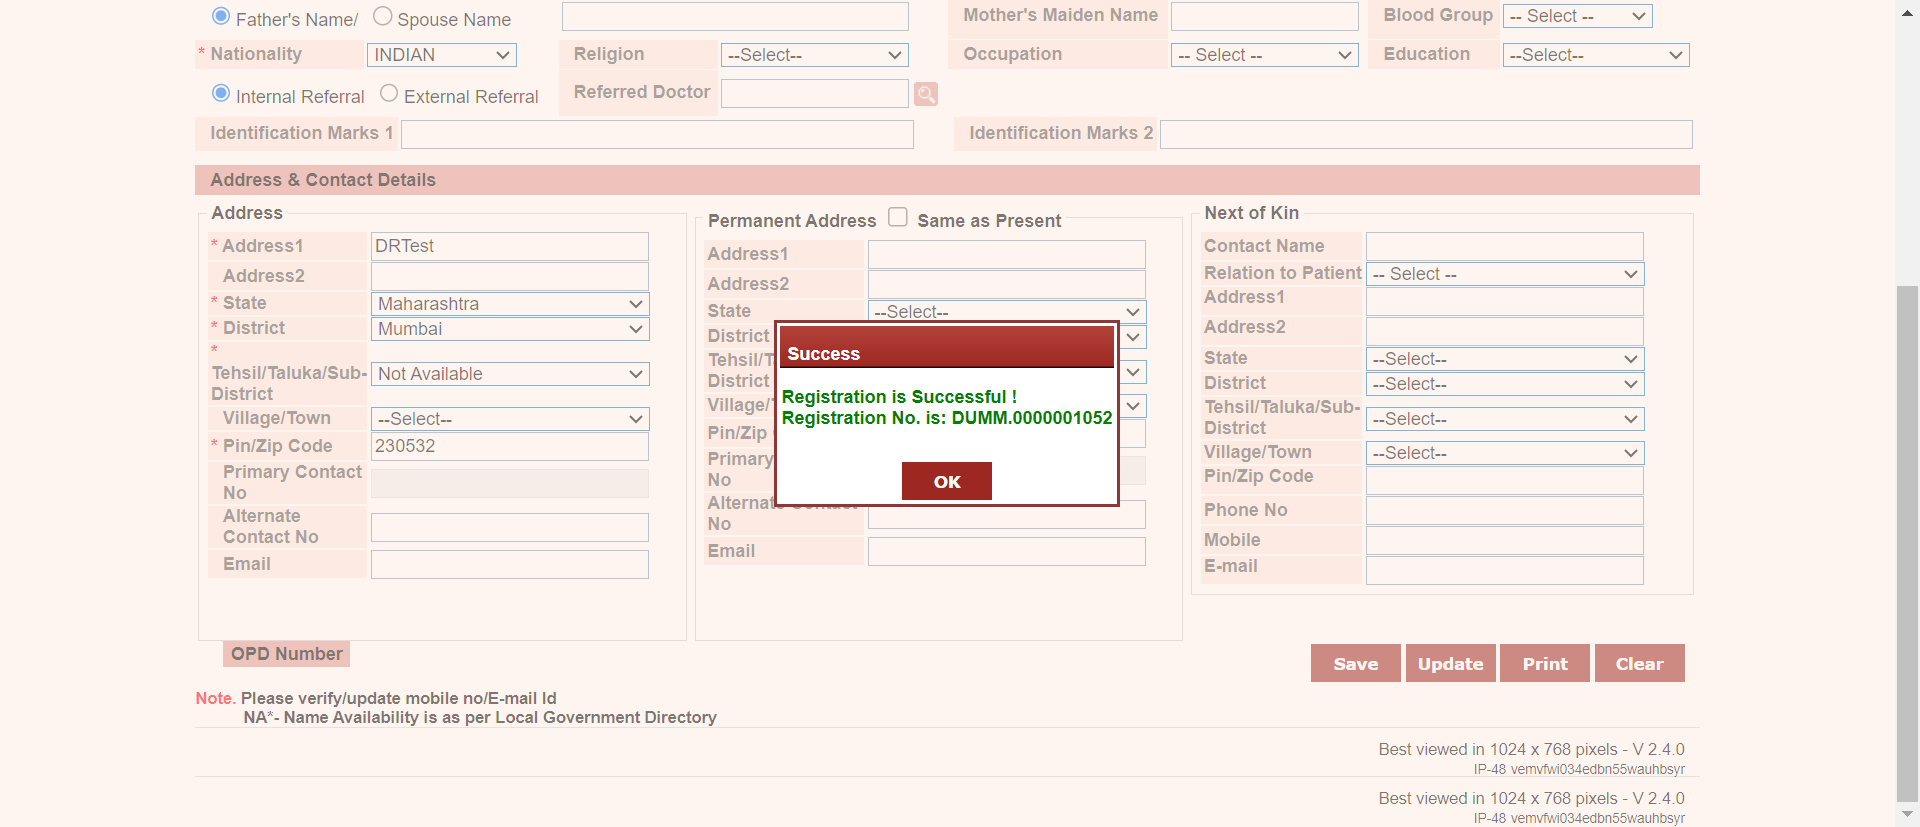 Father's Name/ Spouse Name Mother's Maiden Name Blood Group -- Select --
* Nationality INDIAN Religion --Select-- Occupation -- Select -- Education --Select--
Internal Referral External Referral Referred Doctor
Identification Marks 1 Identification Marks 2
Address & Contact Details
Address
* Address1 DRTest
Address2
* State Maharashtra
* District Mumbai
*
Tehsil/Taluka/Sub-
District
Not Available
Village/Town --Select--
* Pin/Zip Code 230532
Primary Contact
No
Alternate
Contact No
Email
Permanent Address Same as Present
Address1
Address2
State --Select--
District
Tehsil/T
District
Village/
Pin/Zip
Primary
No
Alternate Contact
No
Email
Next of Kin
Contact Name
Relation to Patient -- Select --
Address1
Address2
State --Select--
District --Select--
Tehsil/Taluka/Sub-
District
--Select--
Village/Town --Select--
Pin/Zip Code
Phone No
Mobile
E-mail
Success
Registration is Successful !
Registration No. is: DUMM.0000001052
OK
OPD Number
Save Update Print Clear
Note. Please verify/update mobile no/E-mail Id
NA*- Name Availability is as per Local Government Directory
Best viewed in 1024 x 768 pixels - V 2.4.0
IP-48 vemvfwi034edbn55wauhbsyr
Best viewed in 1024 x 768 pixels - V 2.4.0
IP-48 vemvfwi034edbn55wauhbsyr